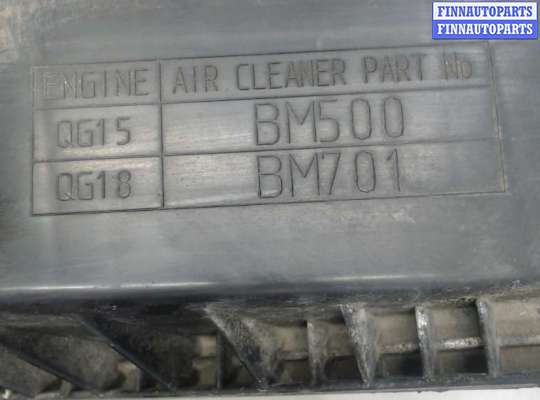 FINNAUTOPARTS
FINNAUTOPARTS
ENGINE AIR CLEANER PART No
QG15 BM500
QG18 BM701